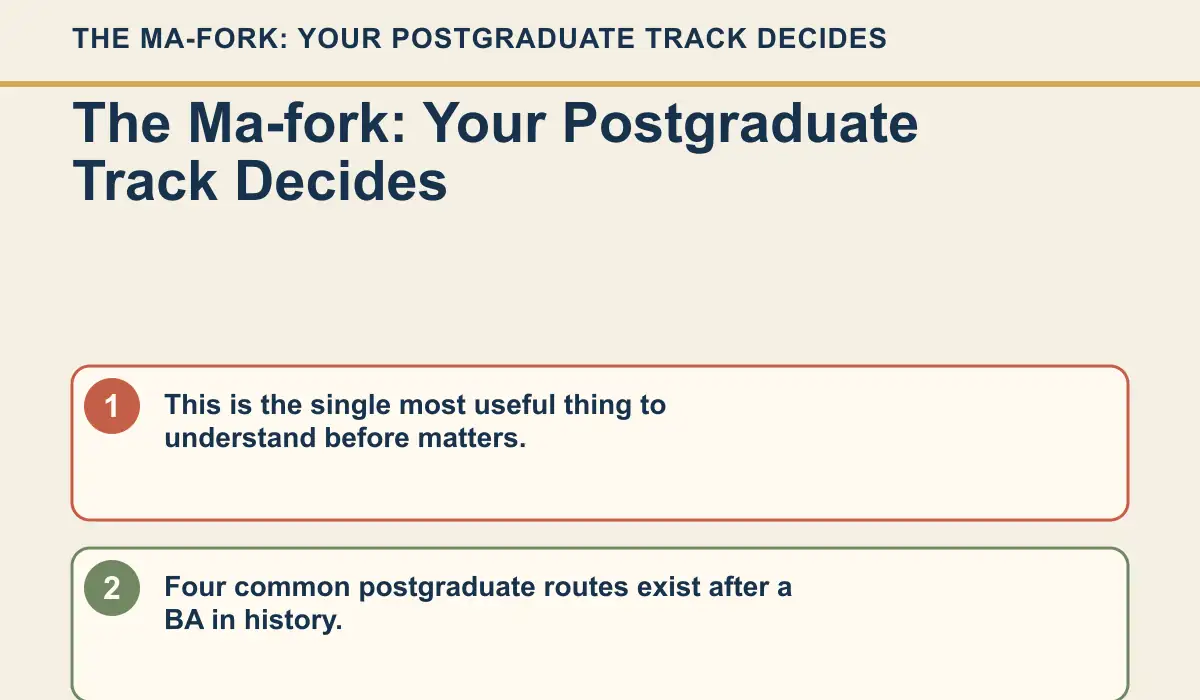 THE MA-FORK: YOUR POSTGRADUATE TRACK DECIDES
The Ma-fork: Your Postgraduate
Track Decides
1
This is the single most useful thing to
understand before matters.
2
Four common postgraduate routes exist after a
BA in history.